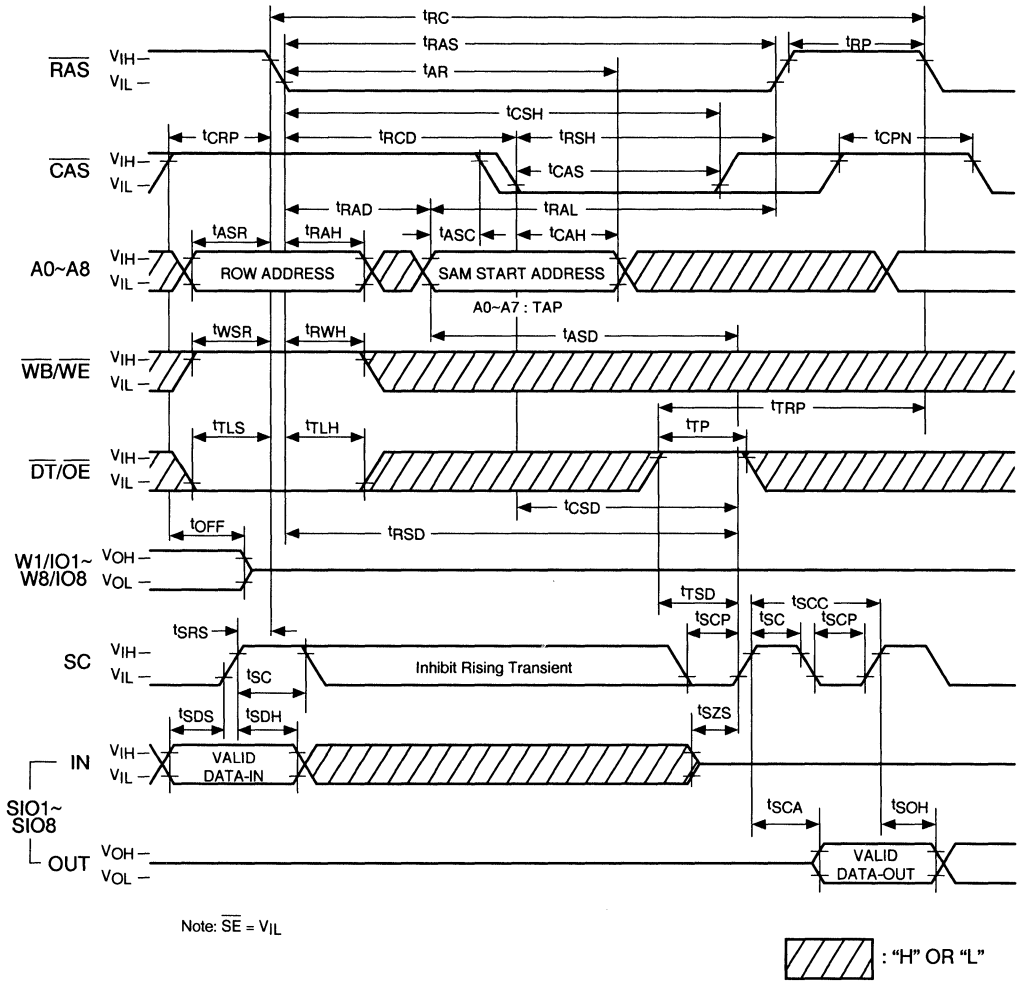 tRC
tRAS
tRP
RAS
VIH
VIL
tAR
tCSH
tCRP
tRCD
tRSH
tCPN
CAS
VIH
VIL
tCAS
tRAD
tRAL
tASR
tRAH
tASC
tCAH
A0~A8
VIH
VIL
ROW ADDRESS
SAM START ADDRESS
A0~A7 : TAP
tWSR
tRWH
tASD
WB/WE
VIH
VIL
tTRP
tTLS
tTLH
tTP
DT/OE
VIH
VIL
tCSD
tOFF
tRSD
W1/IO1~
W8/IO8
VOH
VOL
tTSD
tSCC
tSRS
tSCP
tSC
tSCP
SC
VIH
VIL
tSC
Inhibit Rising Transient
tSDS
tSDH
tSZS
IN
VIH
VIL
VALID
DATA-IN
SIO1~
SIO8
tSCA
tSOH
OUT
VOH
VOL
VALID
DATA-OUT
Note: SE = VIL
: “H” OR “L”